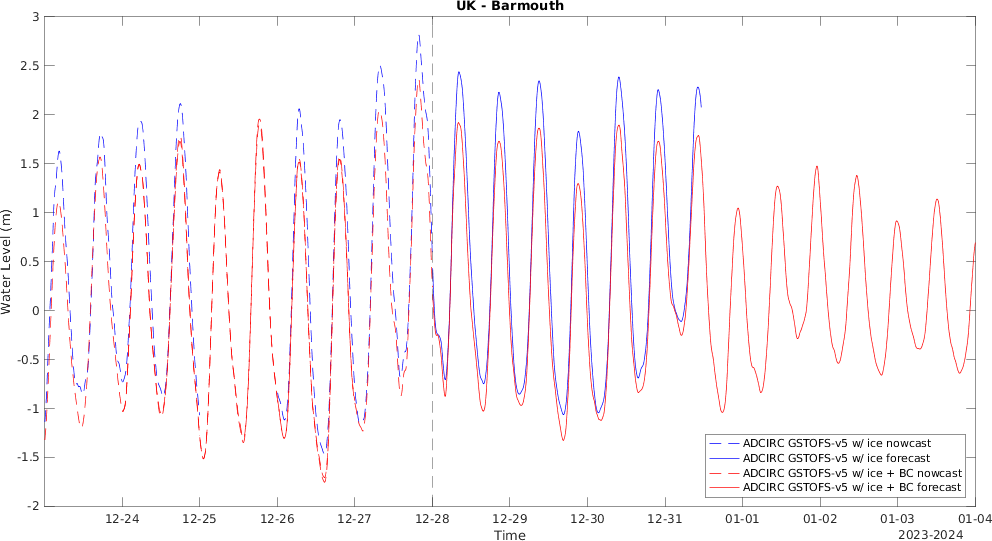 UK - Barmouth
3
2.5
2
1.5
1
0.5
0
-0.5
-1
-1.5
-2
Water Level (m)
12-24 12-25 12-26 12-27 12-28 12-29 12-30 12-31 01-01 01-02 01-03 01-04
Time
2023-2024
ADCIRC GSTOFS-v5 w/ ice nowcast
ADCIRC GSTOFS-v5 w/ ice forecast
ADCIRC GSTOFS-v5 w/ ice + BC nowcast
ADCIRC GSTOFS-v5 w/ ice + BC forecast